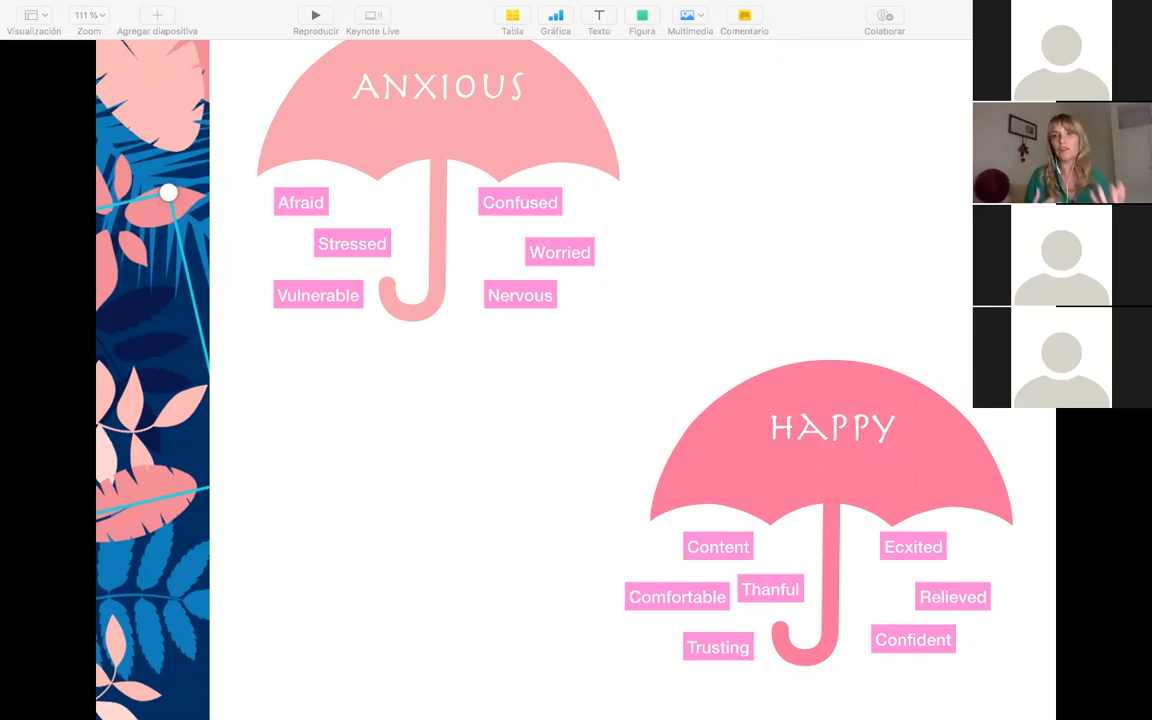 111 %
Visualización
Zoom
Agregar diapositiva
Reproducir
Keynote Live
Tabla
Gráfica
Texto
Figura
Multimedia
Comentario
Colaborar
ANXIOUS
Afraid
Confused
Stressed
Worried
Vulnerable
Nervous
HAPPY
Content
Ecxited
Thanful
Comfortable
Relieved
Trusting
Confident